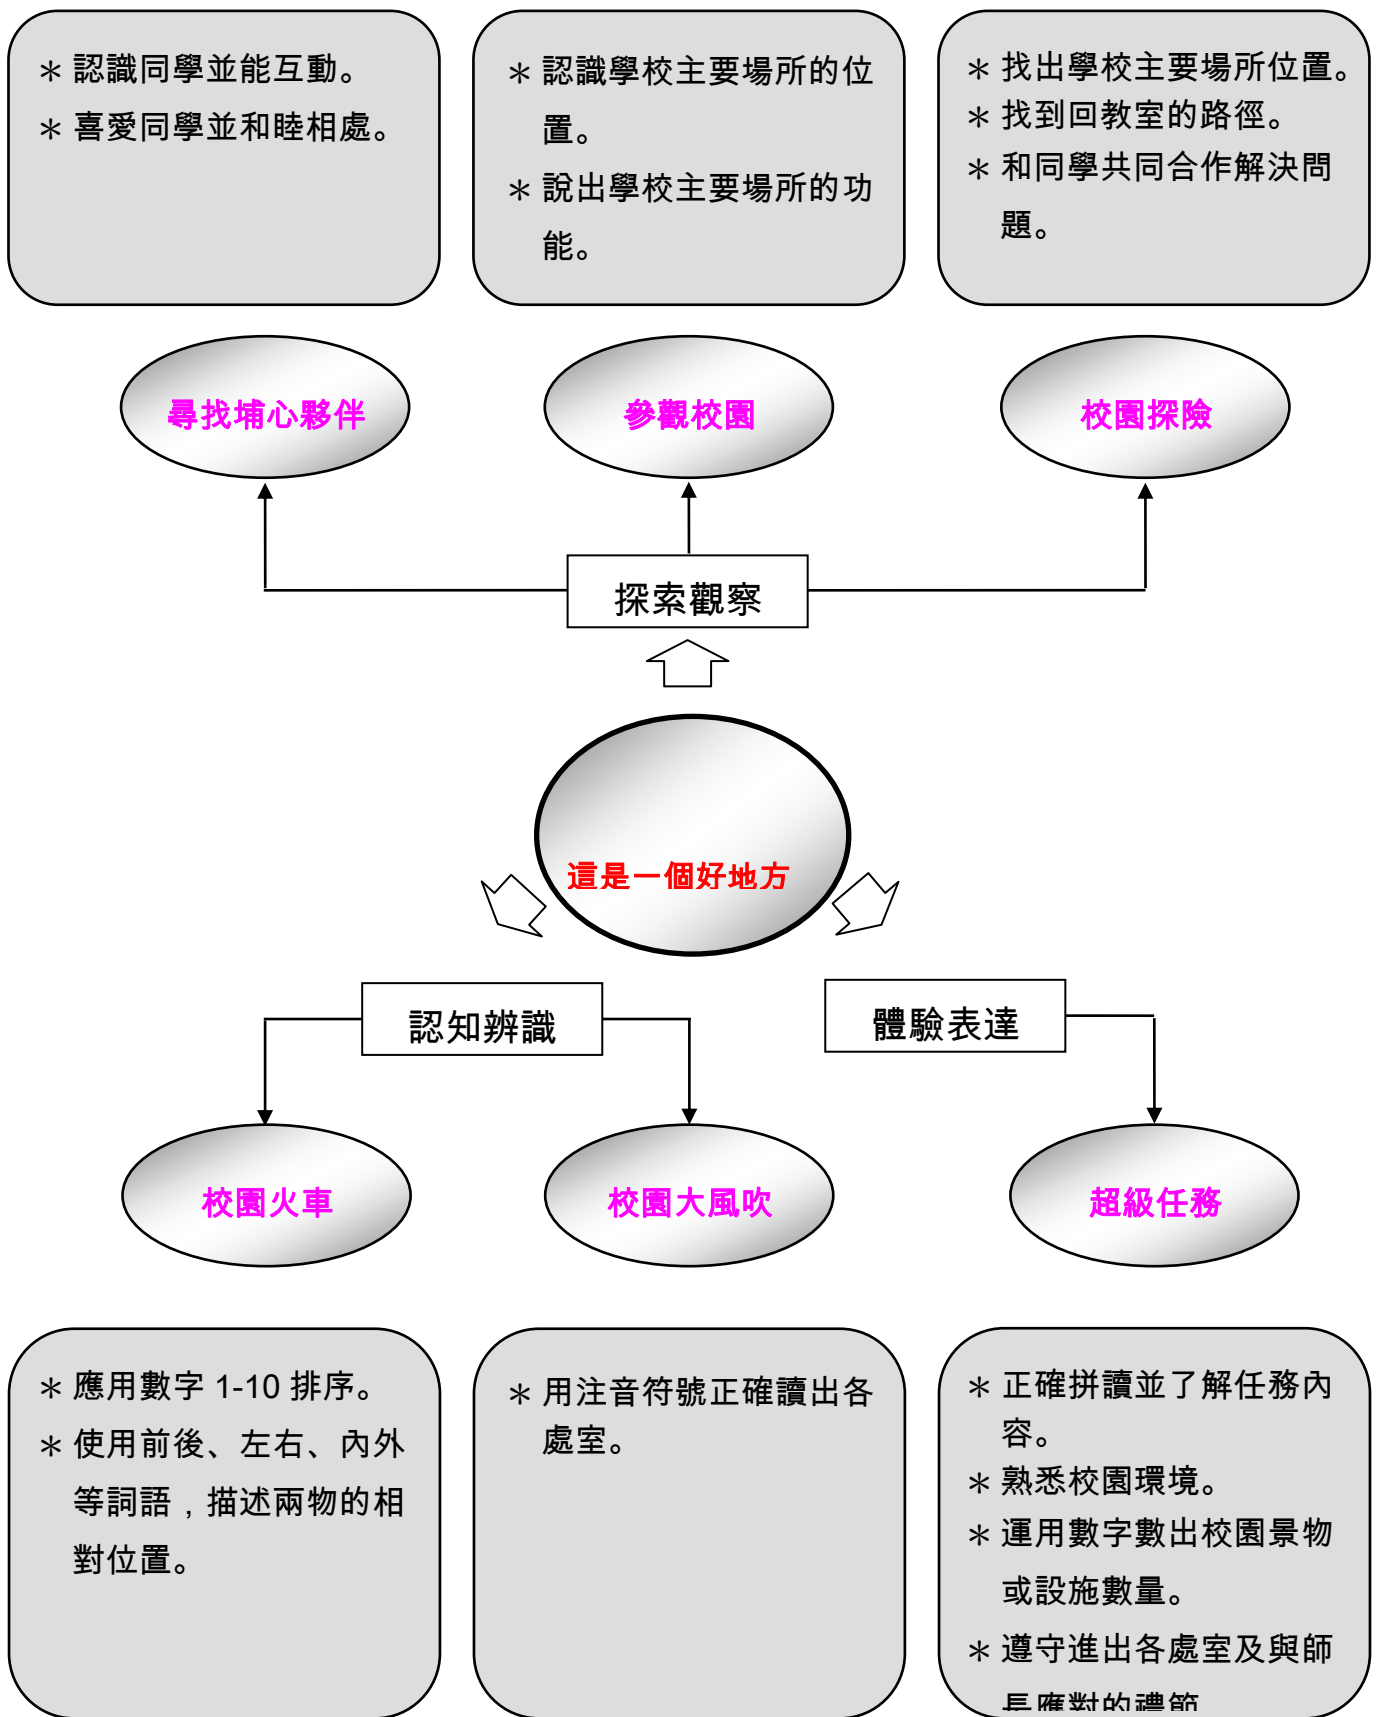 ＊ 認識同學並能互動。
＊ 喜愛同學並和睦相處。
＊ 認識學校主要場所的位
置。
＊ 說出學校主要場所的功
能。
＊ 找出學校主要場所位置。
＊ 找到回教室的路徑。
＊ 和同學共同合作解決問
題。
尋找埔心夥伴
參觀校園
校園探險
探索觀察
這是一個好地方
認知辨識
體驗表達
校園火車
校園大風吹
超級任務
＊ 應用數字 1-10 排序。
＊ 使用前後、左右、內外
等詞語，描述兩物的相
對位置。
＊ 用注音符號正確讀出各
處室。
＊ 正確拼讀並了解任務內
容。
＊ 熟悉校園環境。
＊ 運用數字數出校園景物
或設施數量。
＊ 遵守進出各處室及與師
長應對的禮節